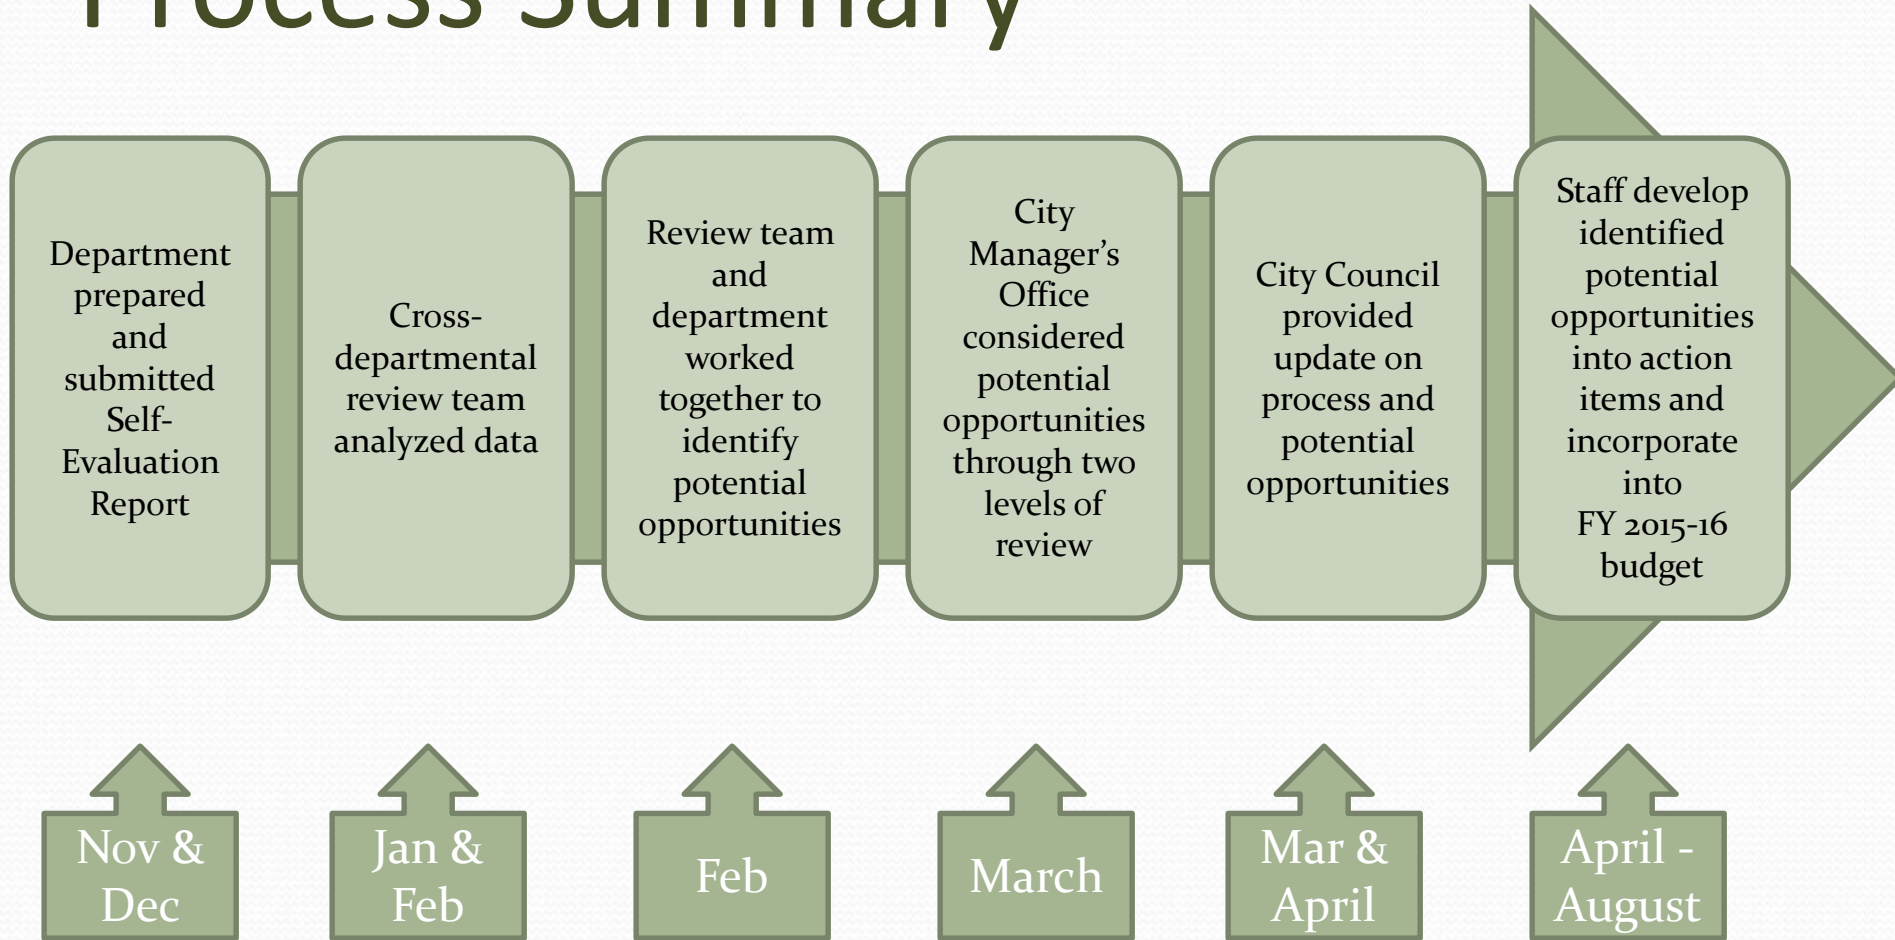 Process Summary
Department
prepared
and
submitted
Self-
Evaluation
Report
Cross-
departmental
review team
analyzed data
Review team
and
department
worked
together to
identify
potential
opportunities
City
Manager’s
Office
considered
potential
opportunities
through two
levels of
review
City Council
provided
update on
process and
potential
opportunities
Staff develop
identified
potential
opportunities
into action
items and
incorporate
into
FY 2015-16
budget
Nov &
Dec
Jan &
Feb
Feb
March
Mar &
April
April -
August